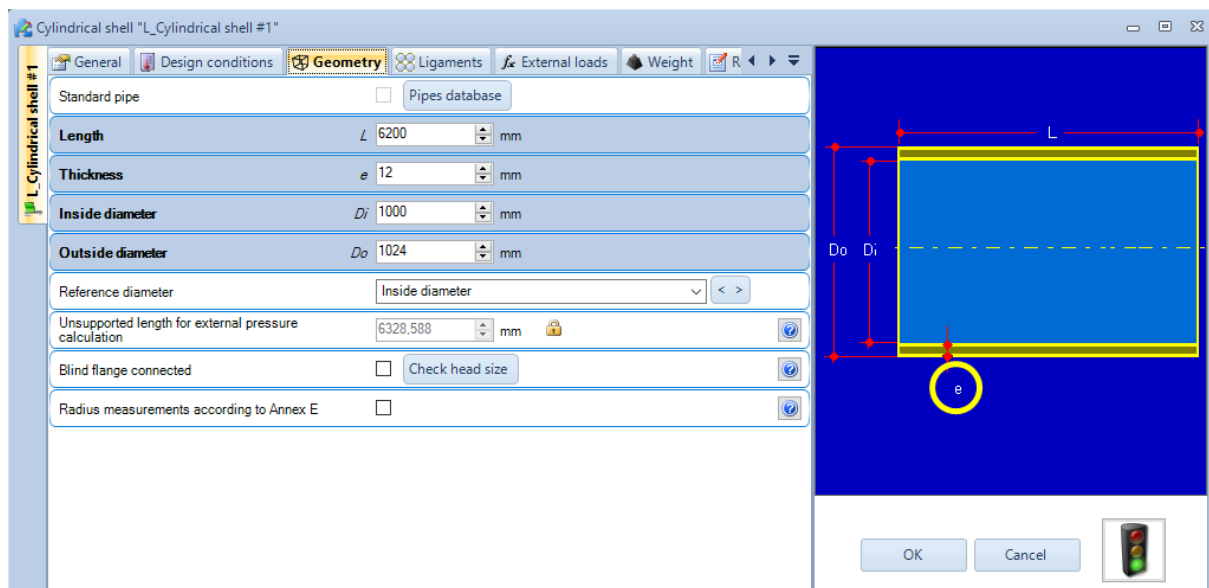 Cylindrical shell "L_Cylindrical shell #1"
L_Cylindrical shell #1
General Design conditions Geometry Ligaments fx External loads Weight R
Standard pipe Pipes database
Length L 6200 mm
Thickness e 12 mm
Inside diameter Di 1000 mm
Outside diameter Do 1024 mm
Reference diameter Inside diameter < >
Unsupported length for external pressure
calculation 6328,588 mm ?
Blind flange connected Check head size ?
Radius measurements according to Annex E ?
L
Do Di
e
OK Cancel